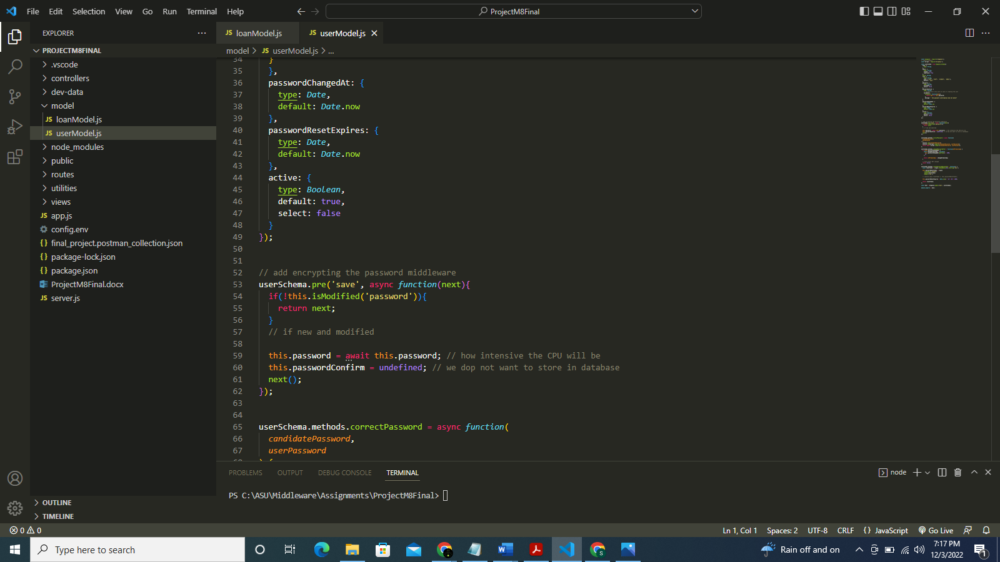 File Edit Selection View Go Run Terminal Help
ProjectM8Final
EXPLORER
PROJECTM8FINAL
.vscode
controllers
dev-data
model
JS loanModel.js
JS userModel.js
node_modules
public
routes
utilities
views
JS app.js
config.env
{} final_project.postman_collection.json
{} package-lock.json
{} package.json
ProjectM8Final.docx
JS server.js
OUTLINE
TIMELINE
JS loanModel.js
JS userModel.js
model > JS userModel.js > ...
34 }
35 },
36 passwordChangedAt: {
37 type: Date,
38 default: Date.now
39 },
40 passwordResetExpires: {
41 type: Date,
42 default: Date.now
43 },
44 active: {
45 type: Boolean,
46 default: true,
47 select: false
48 }
49 });
50
51
52 // add encrypting the password middleware
53 userSchema.pre('save', async function(next){
54 if(!this.isModified('password')){
55 return next;
56 }
57 // if new and modified
58
59 this.password = await this.password; // how intensive the CPU will be
60 this.passwordConfirm = undefined; // we dop not want to store in database
61 next();
62 });
63
64
65 userSchema.methods.correctPassword = async function(
66 candidatePassword,
67 userPassword
PROBLEMS OUTPUT DEBUG CONSOLE TERMINAL
node
PS C:\ASU\Middleware\Assignments\ProjectM8Final>
0 0
Ln 1, Col 1 Spaces: 2 UTF-8 CRLF {} JavaScript Go Live
Type here to search
Rain off and on
7:17 PM
12/3/2022
1